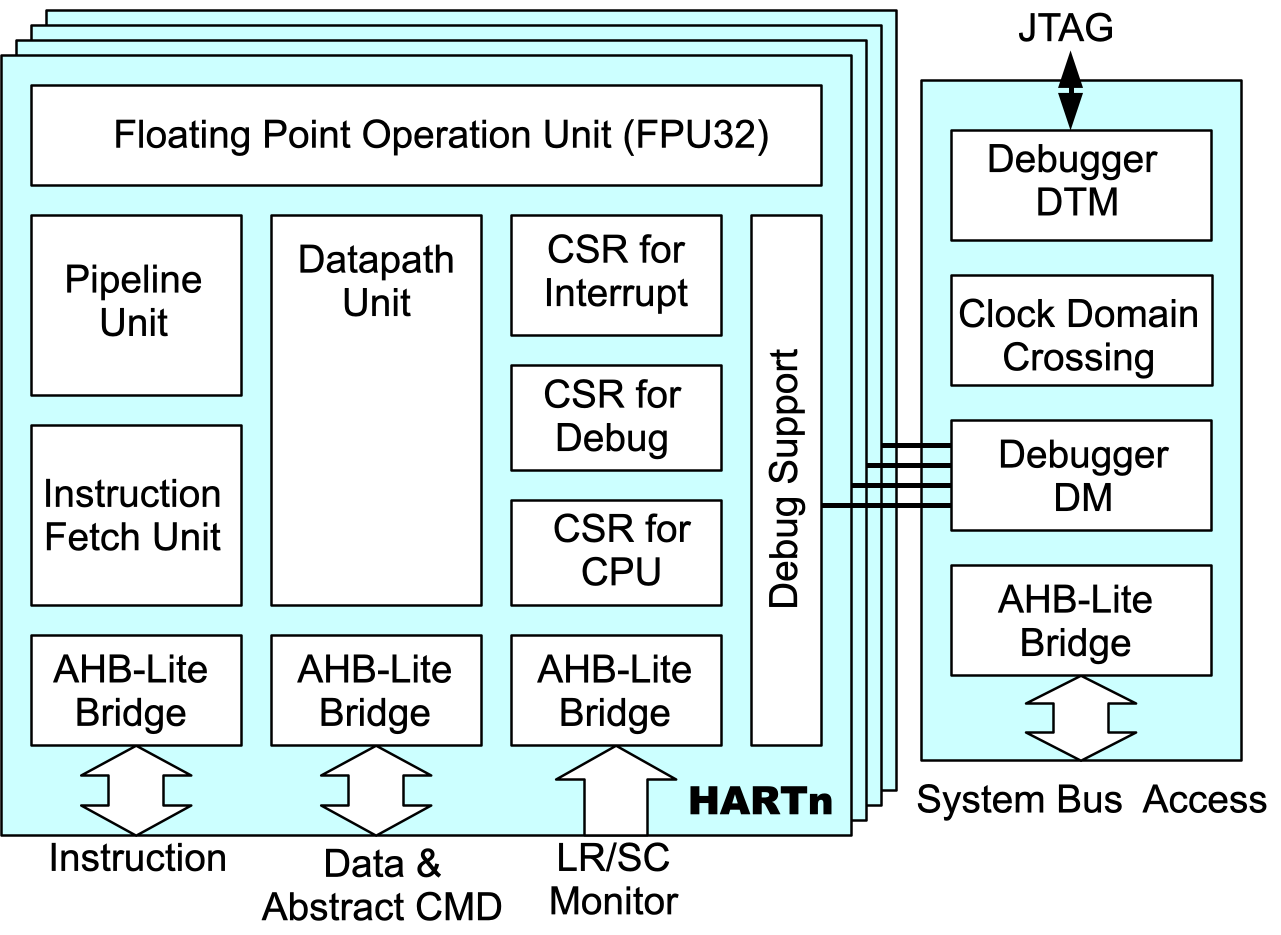 JTAG
Floating Point Operation Unit (FPU32)
Pipeline
Unit
Datapath
Unit
CSR for
Interrupt
CSR for
Debug
CSR for
CPU
Instruction
Fetch Unit
Debug Support
AHB-Lite
Bridge
AHB-Lite
Bridge
AHB-Lite
Bridge
HARTn
Instruction
Data &
Abstract CMD
LR/SC
Monitor
Debugger
DTM
Clock Domain
Crossing
Debugger
DM
AHB-Lite
Bridge
System Bus Access